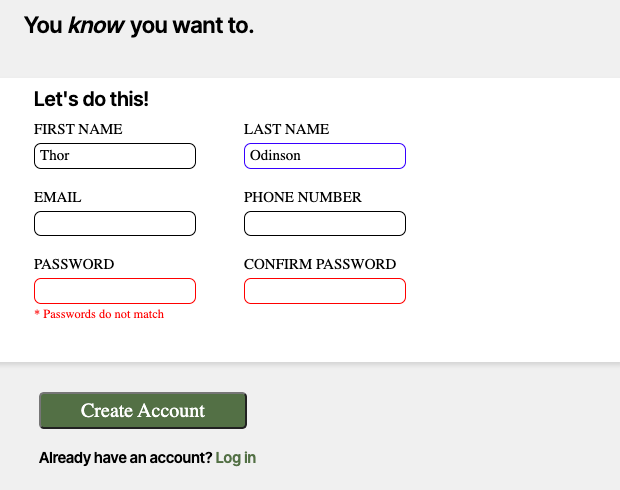 You know you want to.
Let's do this!
FIRST NAME LAST NAME
Thor Odinson
EMAIL PHONE NUMBER
PASSWORD CONFIRM PASSWORD
* Passwords do not match
Create Account
Already have an account? Log in